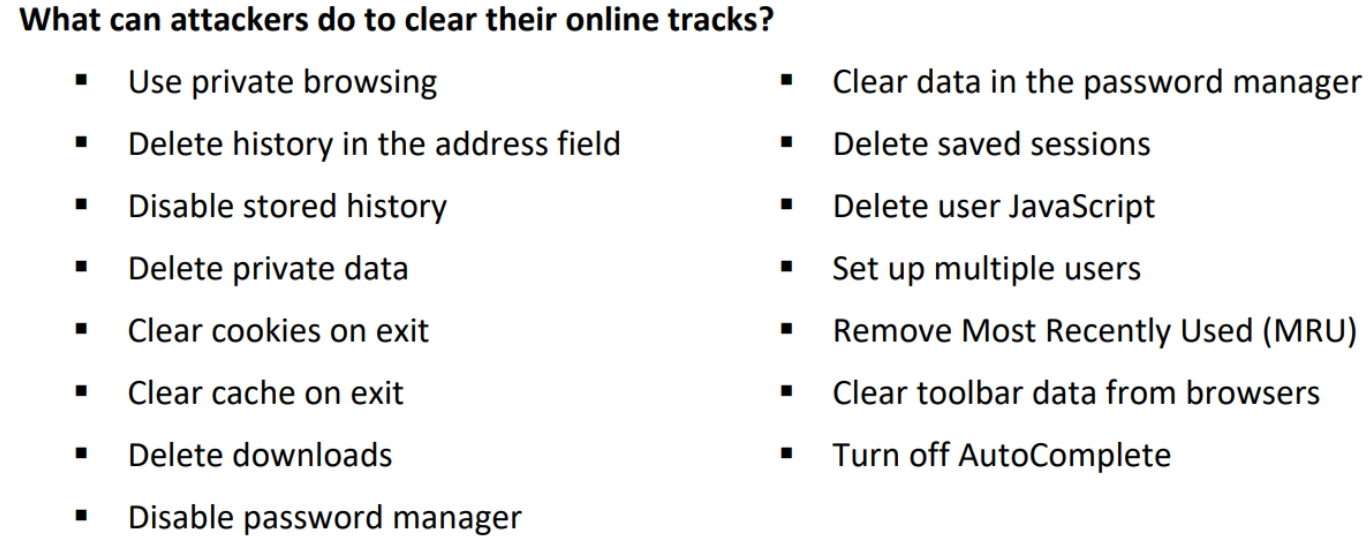 What can attackers do to clear their online tracks?
▪ Use private browsing
▪ Delete history in the address field
▪ Disable stored history
▪ Delete private data
▪ Clear cookies on exit
▪ Clear cache on exit
▪ Delete downloads
▪ Disable password manager
▪ Clear data in the password manager
▪ Delete saved sessions
▪ Delete user JavaScript
▪ Set up multiple users
▪ Remove Most Recently Used (MRU)
▪ Clear toolbar data from browsers
▪ Turn off AutoComplete